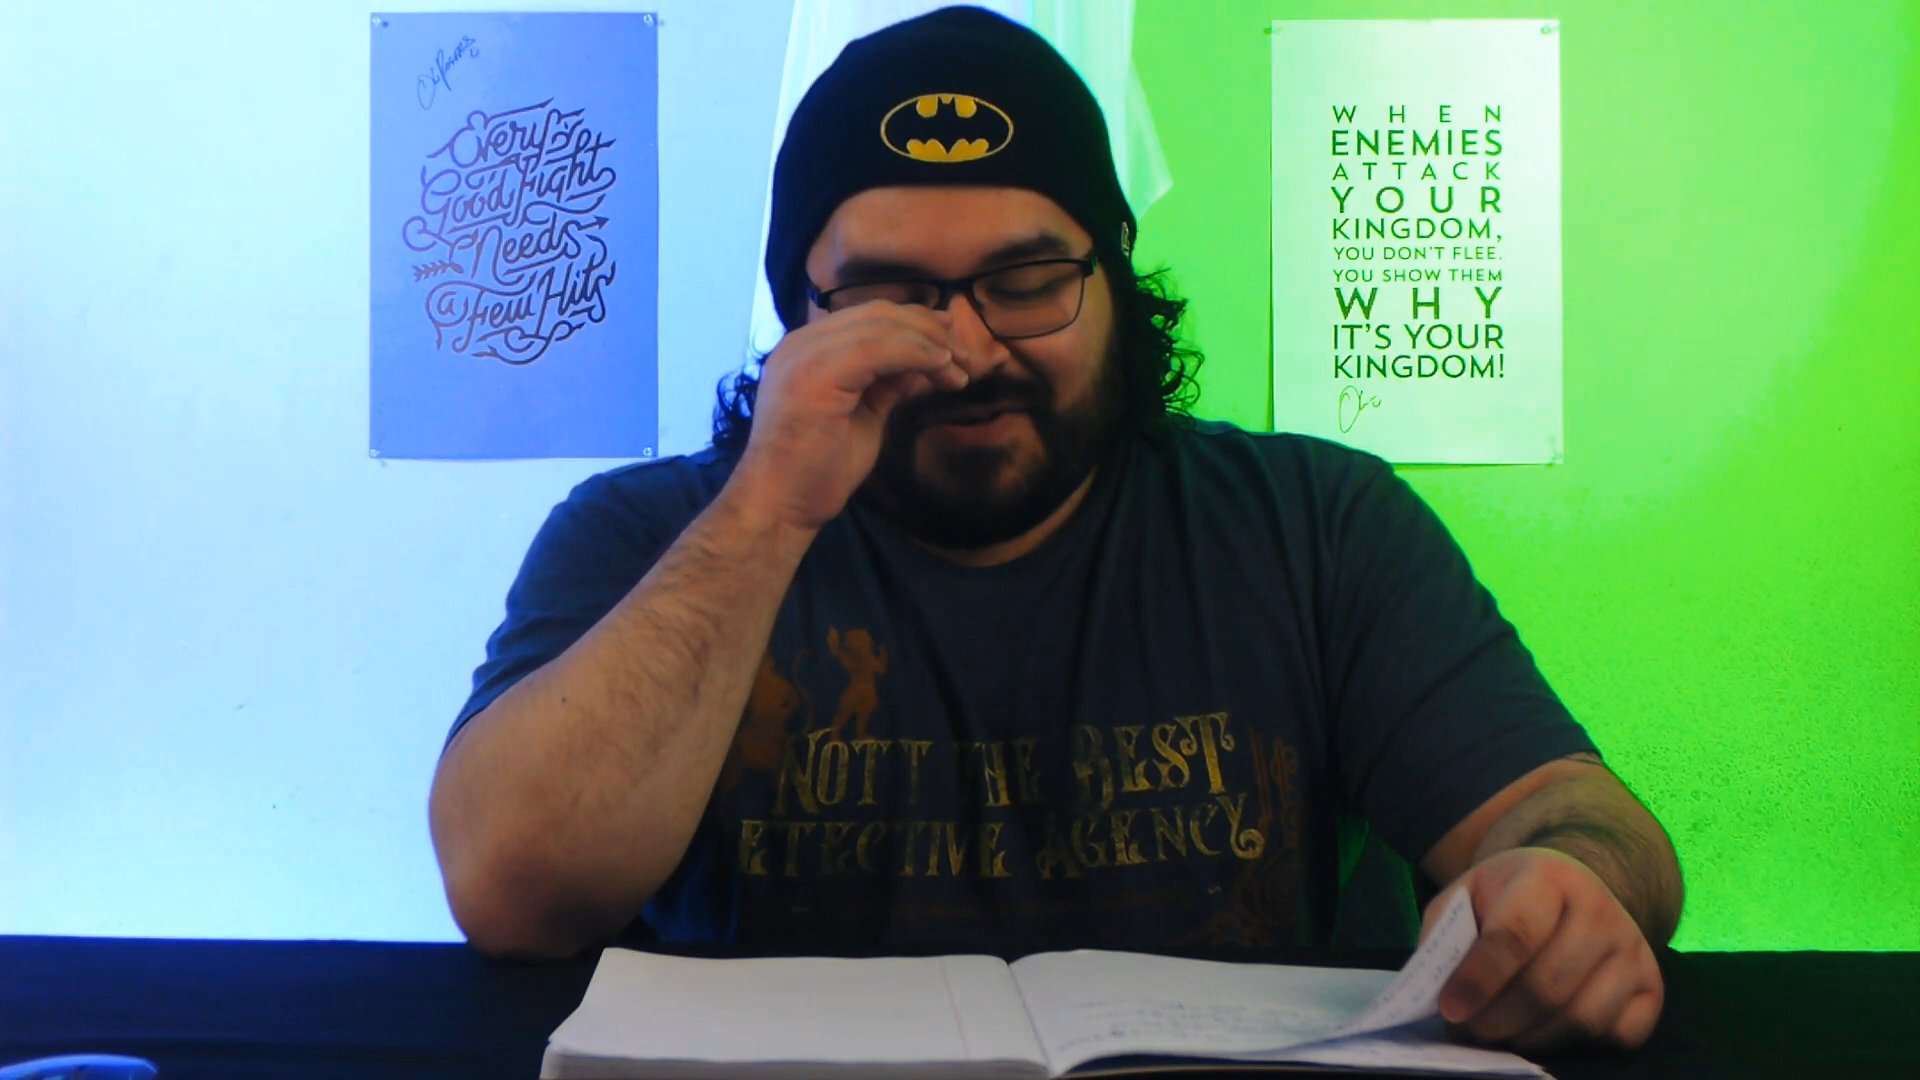 Every
Good Fight
Needs
a Few Hits
WHEN
ENEMIES
ATTACK
YOUR
KINGDOM,
YOU DON'T FLEE.
YOU SHOW THEM
WHY
IT'S YOUR
KINGDOM!
NOTT THE BEST
DETECTIVE AGENCY